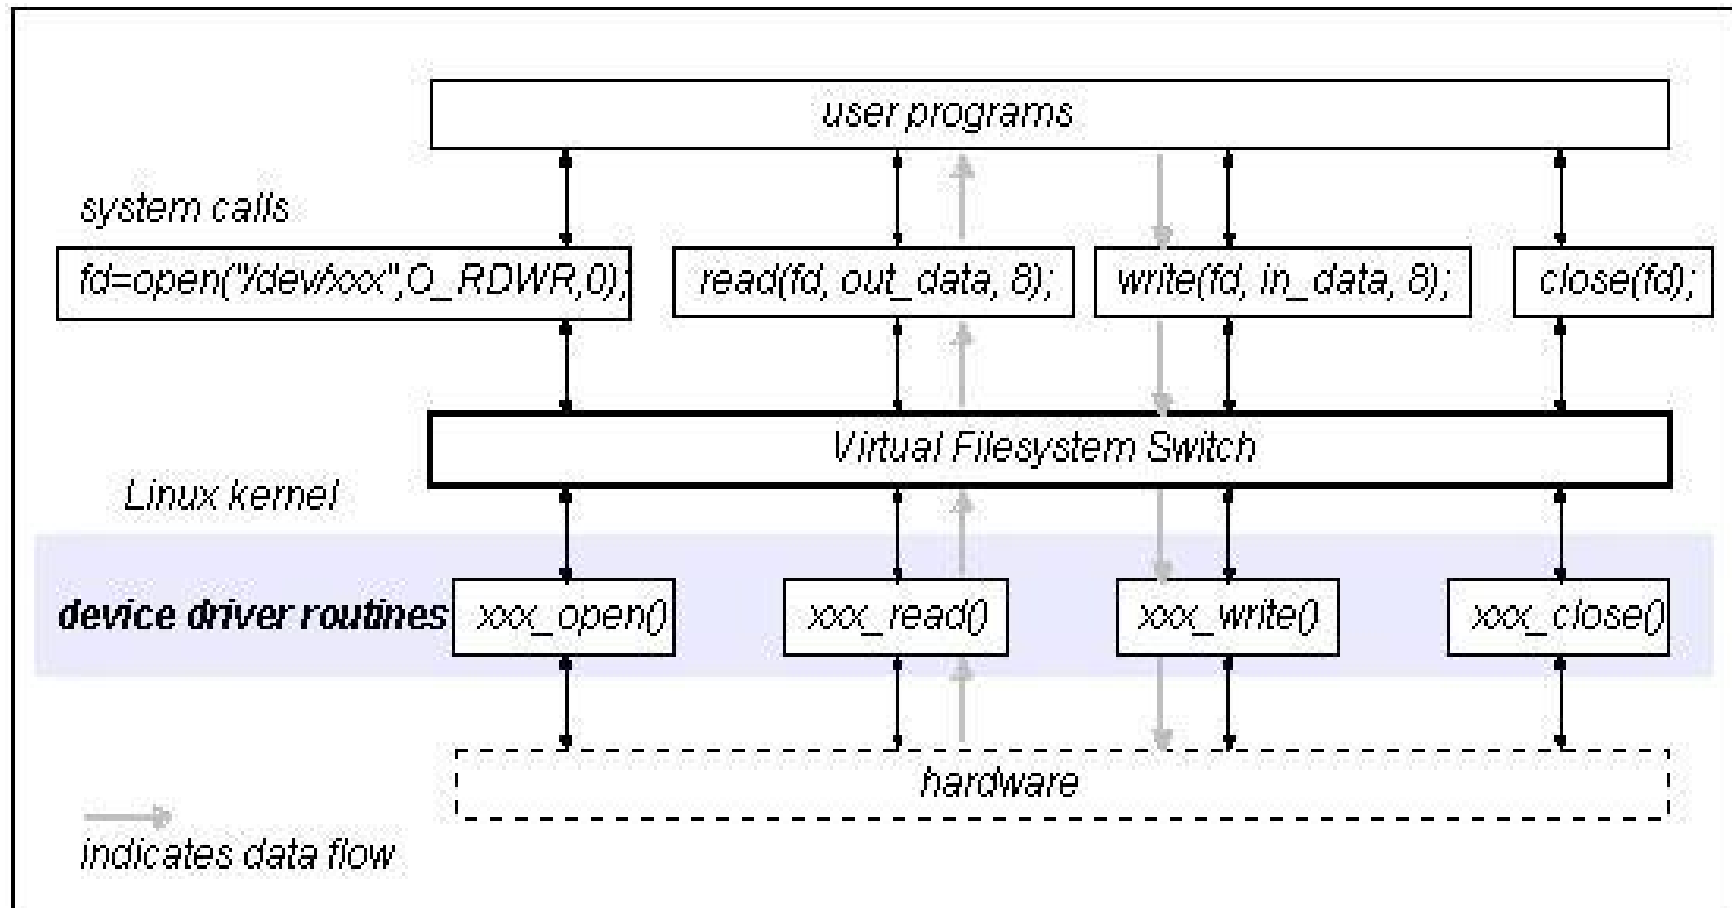 user programs
system calls
fd=open("/dev/xxx",O_RDWR,0);
read(fd, out_data, 8);
write(fd, in_data, 8);
close(fd);
Virtual Filesystem Switch
Linux kernel
device driver routines
xxx_open()
xxx_read()
xxx_write()
xxx_close()
hardware
indicates data flow